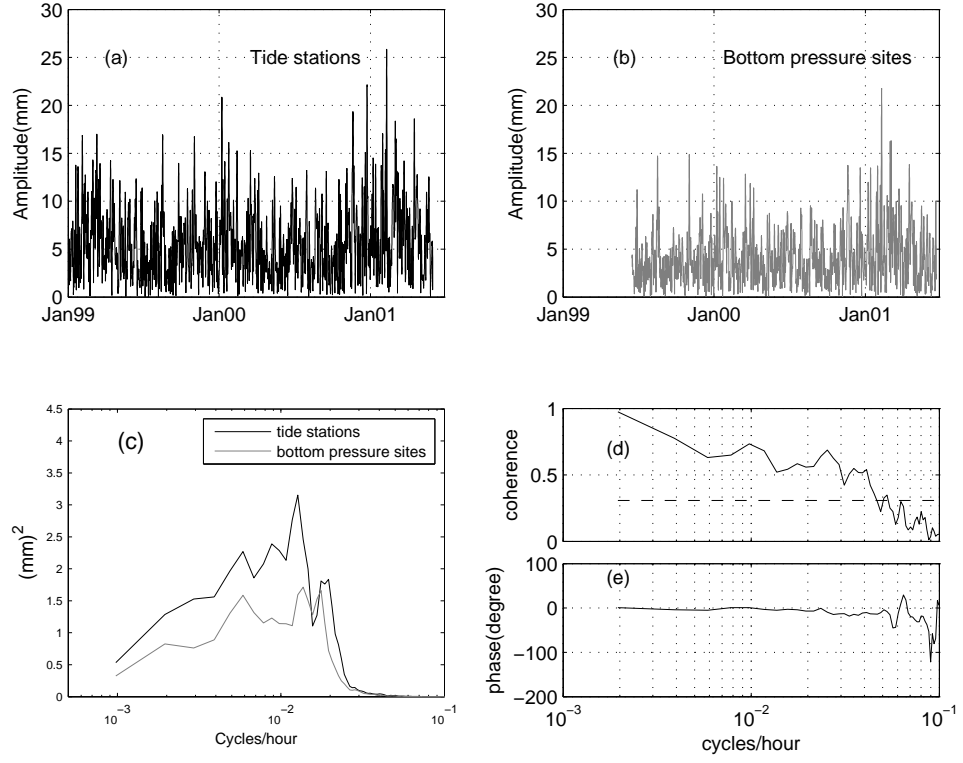 30
25
20
15
10
5
0
Amplitude(mm)
(a)
Tide stations
Jan99
Jan00
Jan01
30
25
20
15
10
5
0
Amplitude(mm)
(b)
Bottom pressure sites
Jan99
Jan00
Jan01
4.5
4
3.5
3
2.5
2
1.5
1
0.5
0
(mm)²
(c)
tide stations
bottom pressure sites
10⁻³
10⁻²
10⁻¹
Cycles/hour
1
0.5
0
coherence
(d)
100
0
−100
−200
phase(degree)
(e)
10⁻³
10⁻²
10⁻¹
cycles/hour